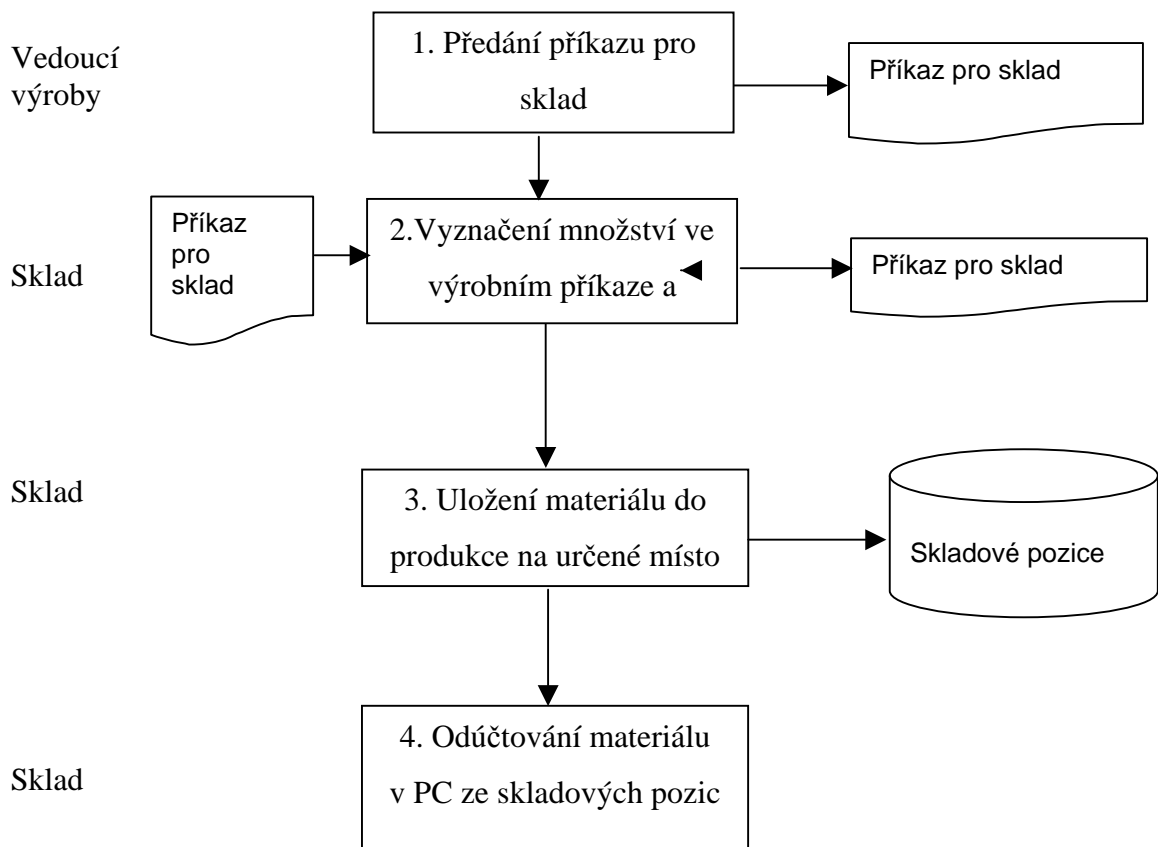 Vedoucí
výroby
1. Předání příkazu pro
sklad
Příkaz pro sklad
Sklad
Příkaz
pro
sklad
2.Vyznačení množství ve
výrobním příkaze a
Příkaz pro sklad
Sklad
3. Uložení materiálu do
produkce na určené místo
Skladové pozice
Sklad
4. Odúčtování materiálu
v PC ze skladových pozic